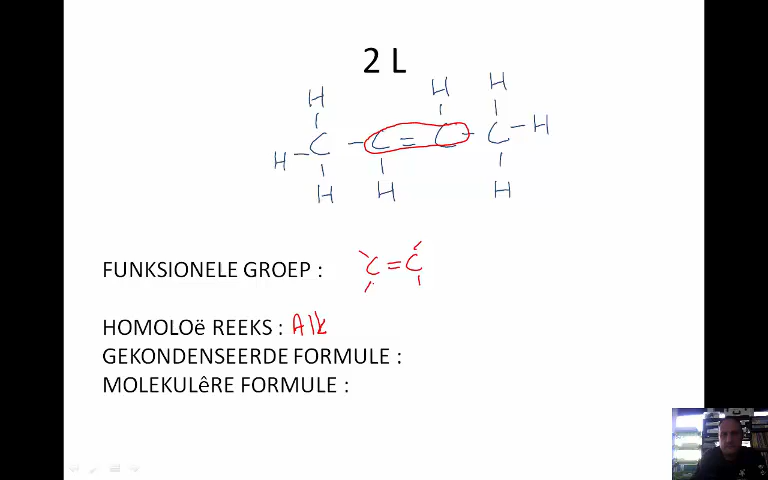 2 L
H H
H
H - C - C = C - C - H
H H H
FUNKSIONELE GROEP : C = C
HOMOLOë REEKS : Alk
GEKONDENSEERDE FORMULE :
MOLEKULêRE FORMULE :